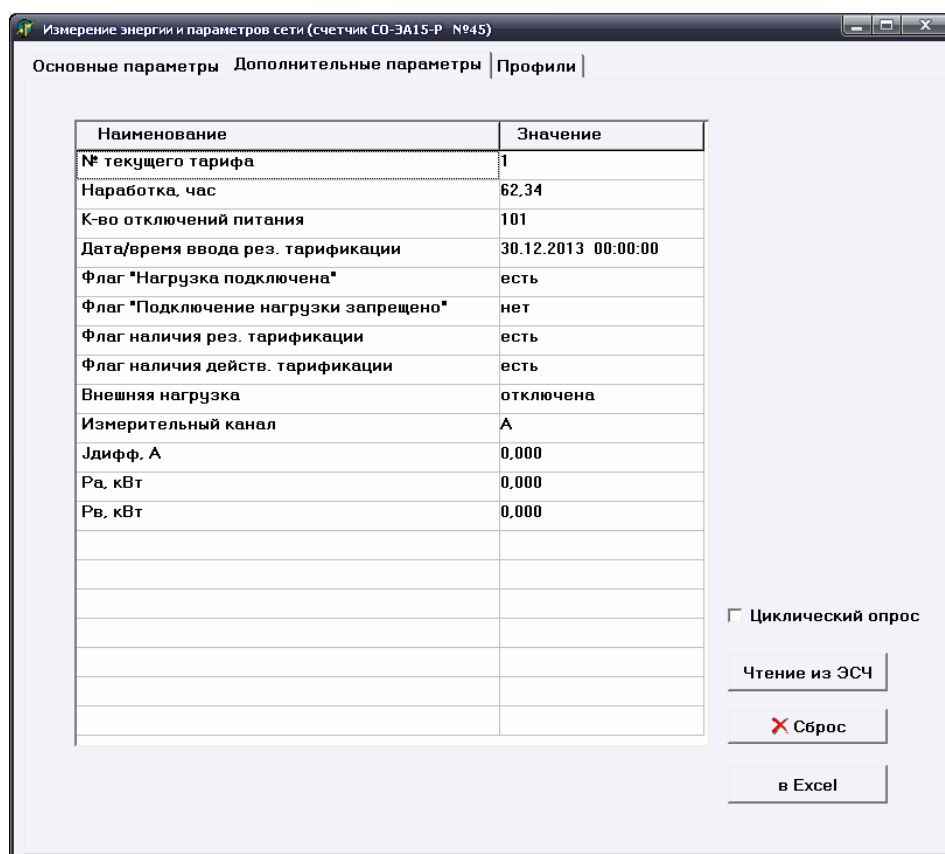 Измерение энергии и параметров сети (счетчик СО-ЭА15-Р №45)
Основные параметры Дополнительные параметры Профили
Наименование Значение
№ текущего тарифа 1
Наработка, час 62,34
К-во отключений питания 101
Дата/время ввода рез. тарификации 30.12.2013 00:00:00
Флаг "Нагрузка подключена" есть
Флаг "Подключение нагрузки запрещено" нет
Флаг наличия рез. тарификации есть
Флаг наличия действ. тарификации есть
Внешняя нагрузка отключена
Измерительный канал А
Jдифф, А 0,000
Ра, кВт 0,000
Рв, кВт 0,000
Циклический опрос
Чтение из ЭСЧ
Сброс
в Excel